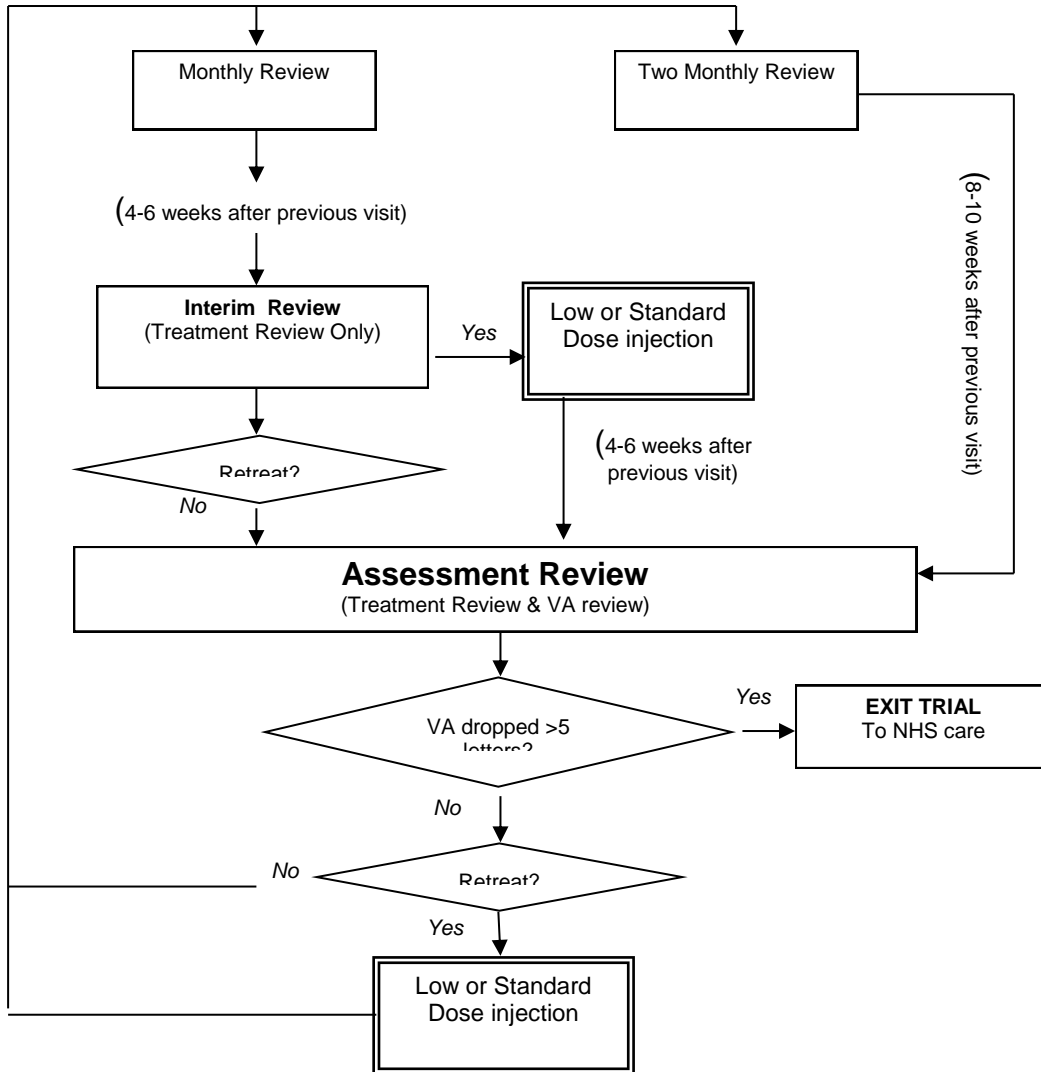 Monthly Review
Two Monthly Review
(4-6 weeks after previous visit)
(8-10 weeks after previous visit)
Interim Review
(Treatment Review Only)
Yes
Low or Standard
Dose injection
Retreat?
No
(4-6 weeks after
previous visit)
Assessment Review
(Treatment Review & VA review)
VA dropped >5
letters?
Yes
EXIT TRIAL
To NHS care
No
No
Retreat?
Yes
Low or Standard
Dose injection